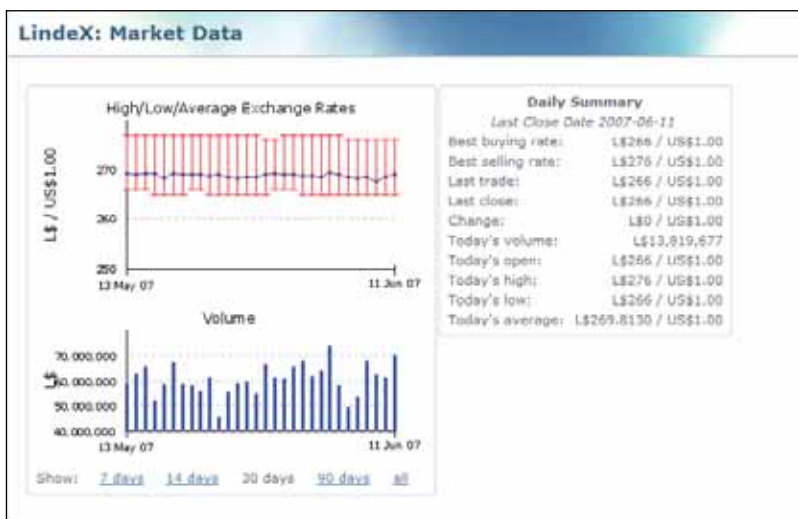 LindeX: Market Data
High/Low/Average Exchange Rates
L$ / US$1.00
270
260
250
13 May 07
11 Jun 07
Volume
L$
70.000.000
60.000.000
50.000.000
40.000.000
13 May 07
11 Jun 07
Show: 7 days 14 days 30 days 90 days all
Daily Summary
Last Close Date 2007-06-11
Best buying rate: L$266 / US$1.00
Best selling rate: L$276 / US$1.00
Last trade: L$266 / US$1.00
Last close: L$266 / US$1.00
Change: L$0 / US$1.00
Today's volume: L$13,819,677
Today's open: L$266 / US$1.00
Today's high: L$276 / US$1.00
Today's low: L$266 / US$1.00
Today's average: L$269.8130 / US$1.00